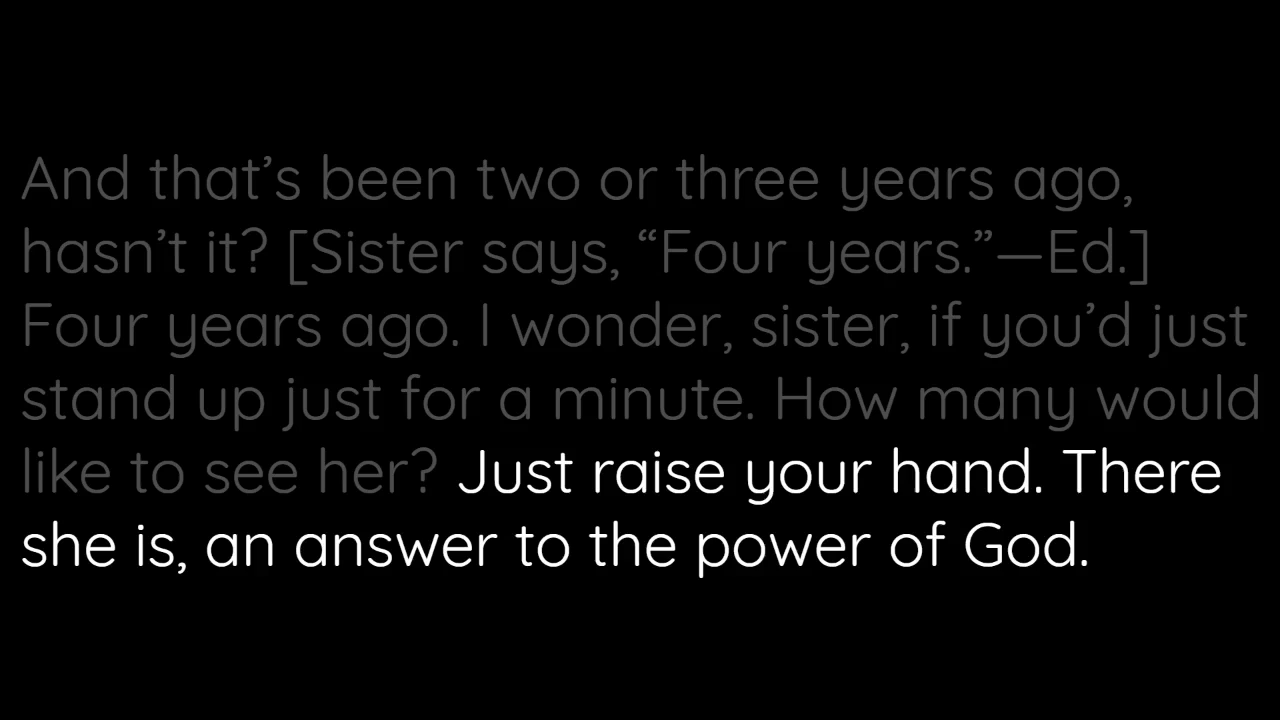 And that’s been two or three years ago,
hasn’t it? [Sister says, “Four years.”—Ed.]
Four years ago. I wonder, sister, if you’d just
stand up just for a minute. How many would
like to see her? Just raise your hand. There
she is, an answer to the power of God.